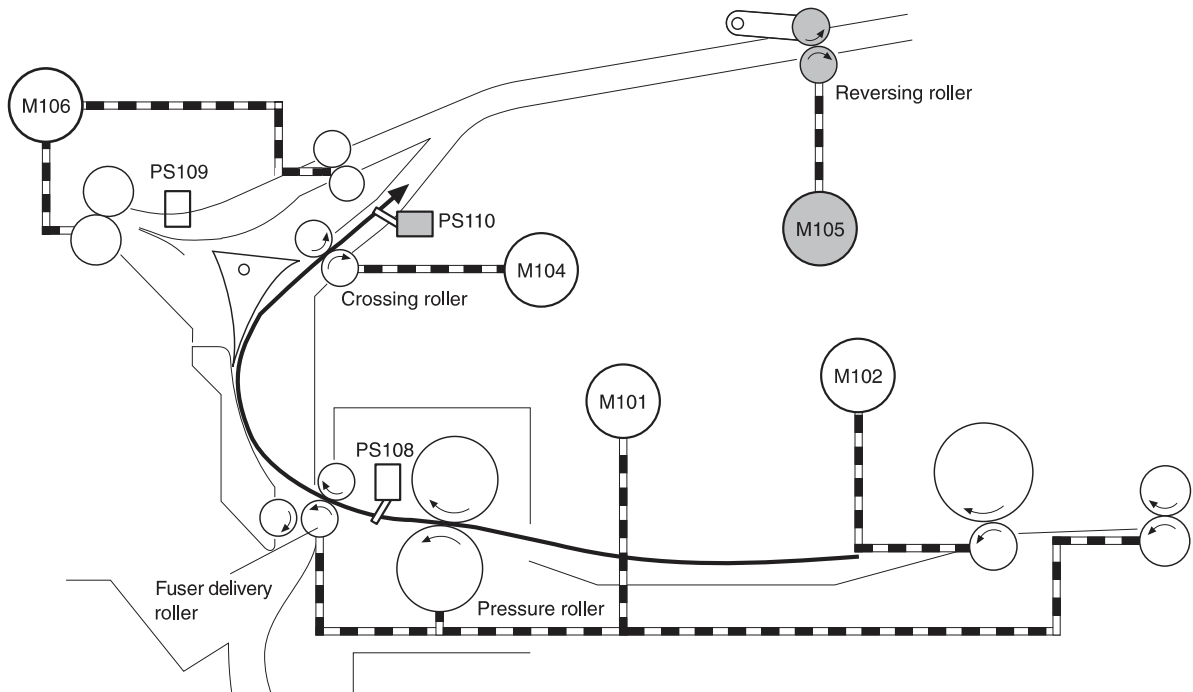 Reversing roller
M106
PS109
PS110
M105
M104
Crossing roller
M102
M101
PS108
Fuser delivery
roller
Pressure roller